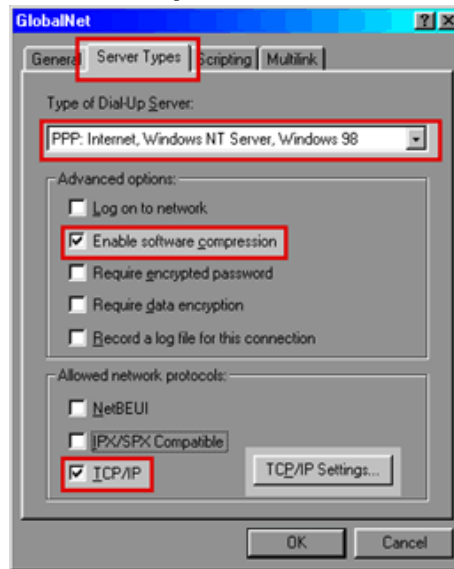 GlobalNet
General Server Types Scripting Multilink
Type of Dial-Up Server:
PPP: Internet, Windows NT Server, Windows 98
Advanced options:
Log on to network
Enable software compression
Require encrypted password
Require data encryption
Record a log file for this connection
Allowed network protocols:
NetBEUI
IPX/SPX Compatible
TCP/IP TCP/IP Settings...
OK Cancel